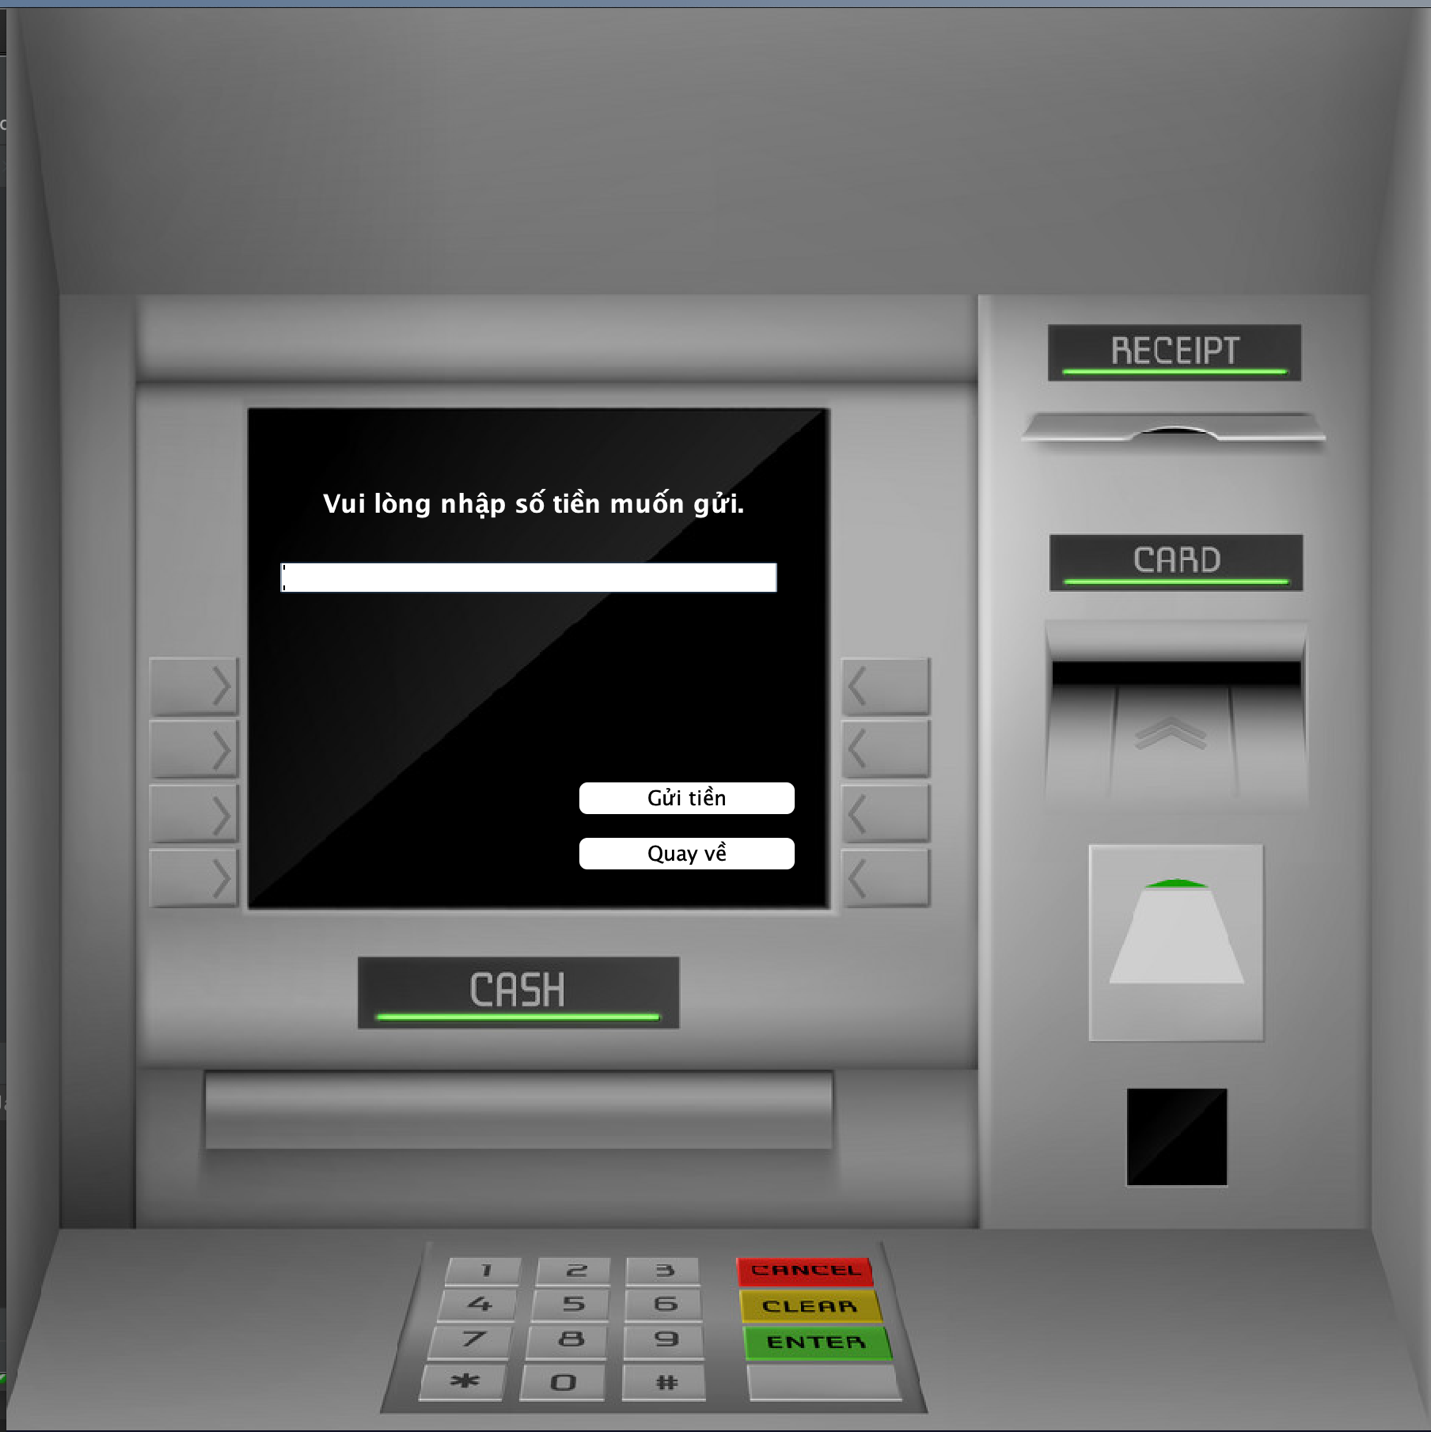 RECEIPT
Vui lòng nhập số tiền muốn gửi.
CARD
Gửi tiền
Quay về
CASH
1 2 3 CANCEL
4 5 6 CLEAR
7 8 9 ENTER
* 0 #